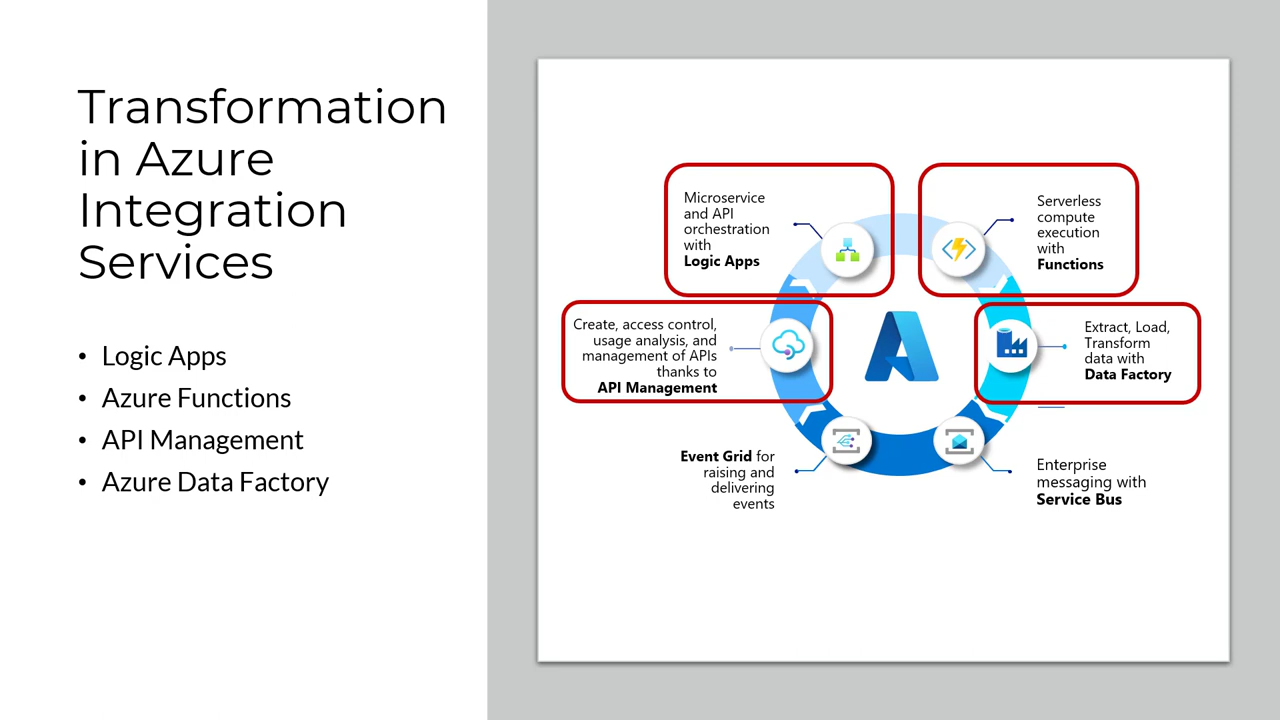 Transformation
in Azure
Integration
Services
• Logic Apps
• Azure Functions
• API Management
• Azure Data Factory
Microservice
and API
orchestration
with
Logic Apps
Serverless
compute
execution
with
Functions
Create, access control,
usage analysis, and
management of APIs
thanks to
API Management
Extract, Load,
Transform
data with
Data Factory
Event Grid for
raising and
delivering
events
Enterprise
messaging with
Service Bus